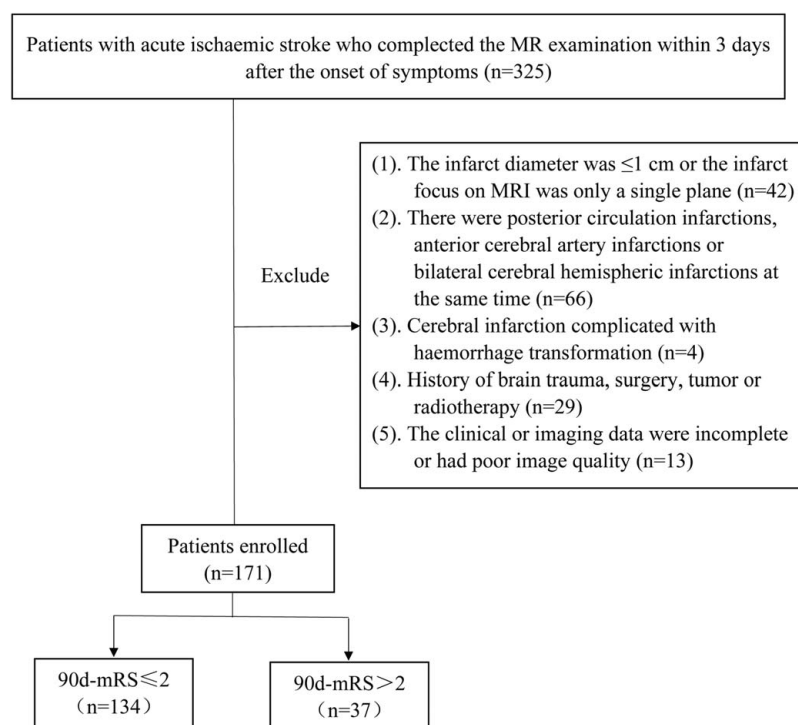 Patients with acute ischaemic stroke who complected the MR examination within 3 days
after the onset of symptoms (n=325)
(1). The infarct diameter was ≤1 cm or the infarct
focus on MRI was only a single plane (n=42)
(2). There were posterior circulation infarctions,
anterior cerebral artery infarctions or
bilateral cerebral hemispheric infarctions at
the same time (n=66)
(3). Cerebral infarction complicated with
haemorrhage transformation (n=4)
(4). History of brain trauma, surgery, tumor or
radiotherapy (n=29)
(5). The clinical or imaging data were incomplete
or had poor image quality (n=13)
Exclude
Patients enrolled
(n=171)
90d-mRS≤2
（n=134）
90d-mRS＞2
（n=37）